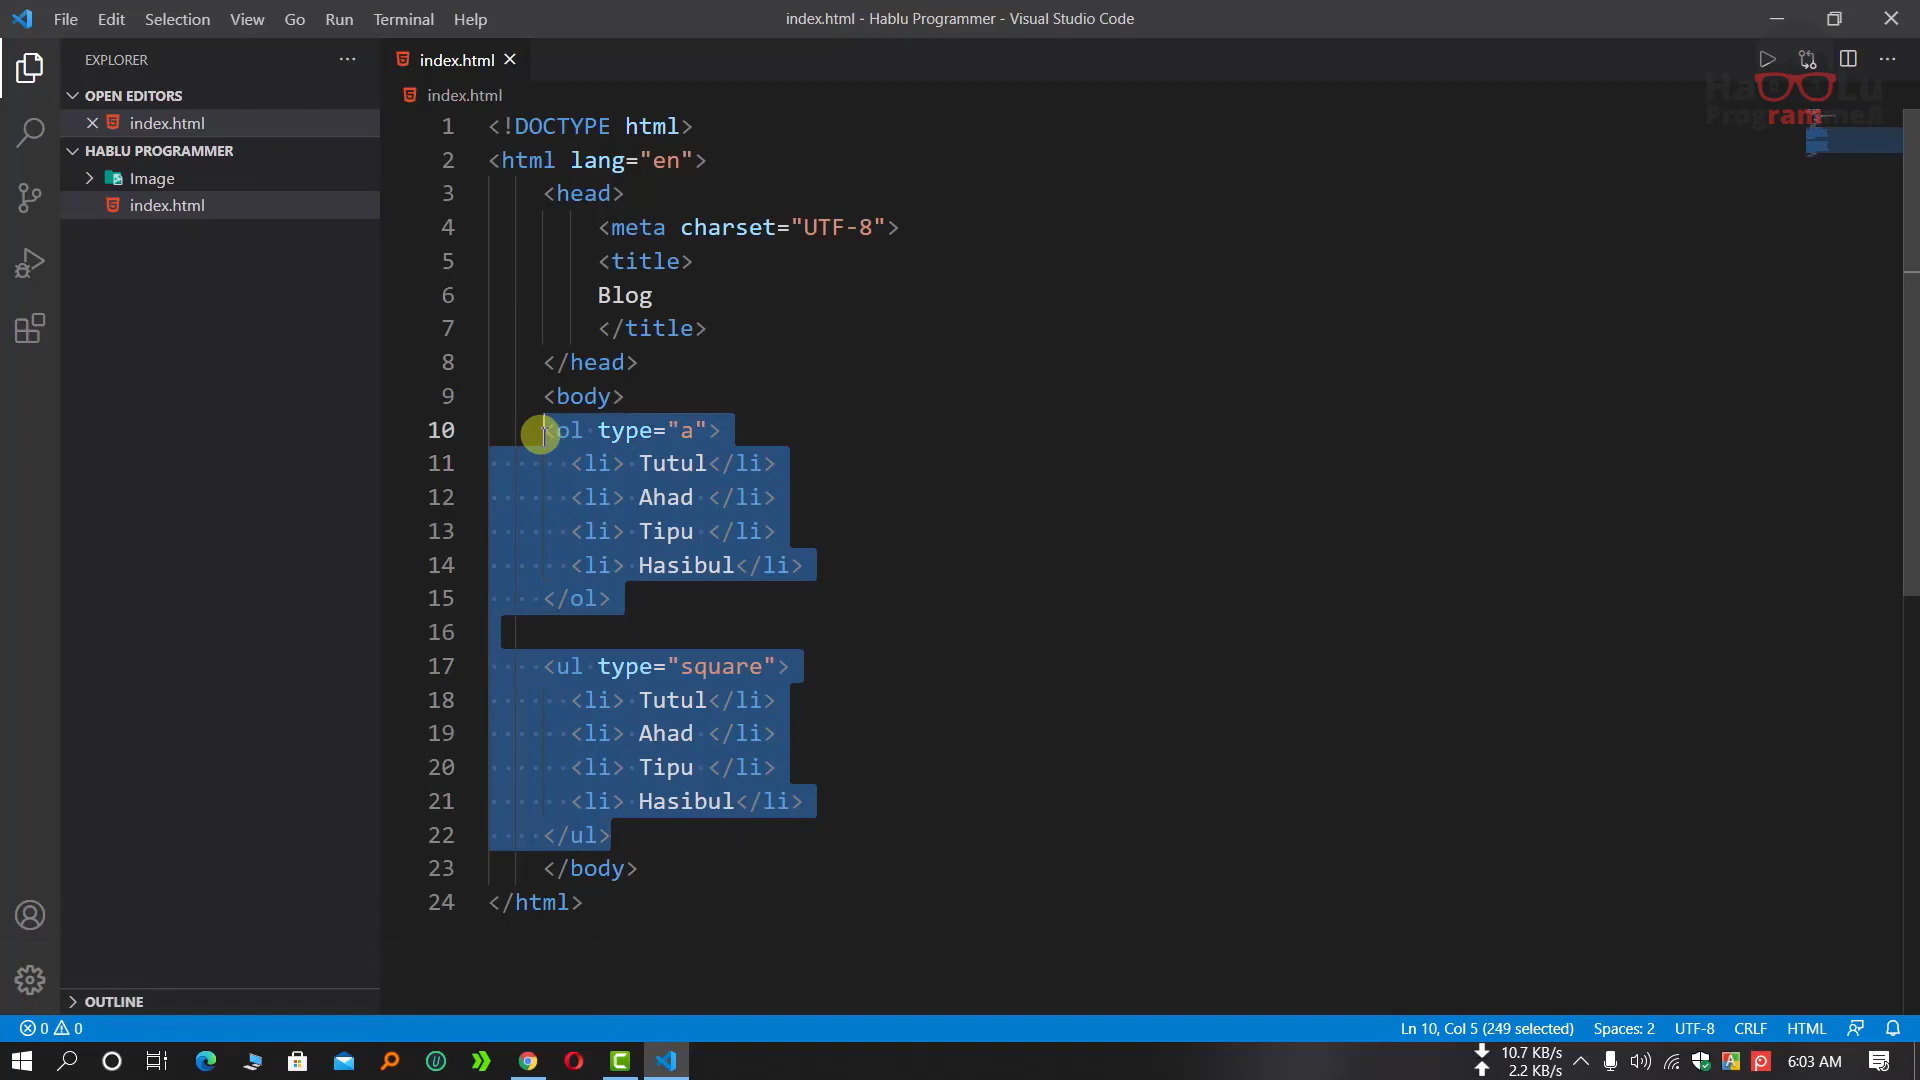 File Edit Selection View Go Run Terminal Help
index.html - Hablu Programmer - Visual Studio Code
EXPLORER
index.html
OPEN EDITORS
index.html
HABLU PROGRAMMER
Image
index.html
OUTLINE
index.html
1 <!DOCTYPE html>
2 <html lang="en">
3 <head>
4 <meta charset="UTF-8">
5 <title>
6 Blog
7 </title>
8 </head>
9 <body>
10 <ol type="a">
11 <li> Tutul</li>
12 <li> Ahad </li>
13 <li> Tipu </li>
14 <li> Hasibul</li>
15 </ol>
16
17 <ul type="square">
18 <li> Tutul</li>
19 <li> Ahad </li>
20 <li> Tipu </li>
21 <li> Hasibul</li>
22 </ul>
23 </body>
24 </html>
0 0
Ln 10, Col 5 (249 selected) Spaces: 2 UTF-8 CRLF HTML
10.7 KB/s
2.2 KB/s
6:03 AM